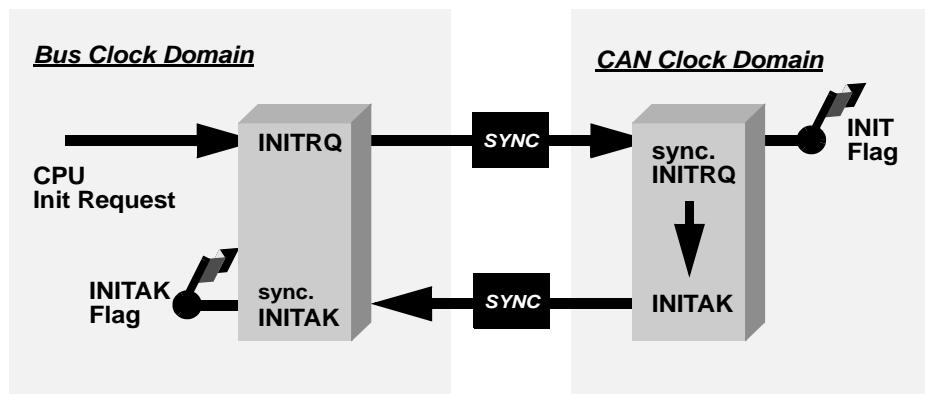 Bus Clock Domain
CPU
Init Request
INITRQ
INITAK
Flag
sync.
INITAK
SYNC
SYNC
CAN Clock Domain
sync.
INITRQ
INITAK
INIT
Flag